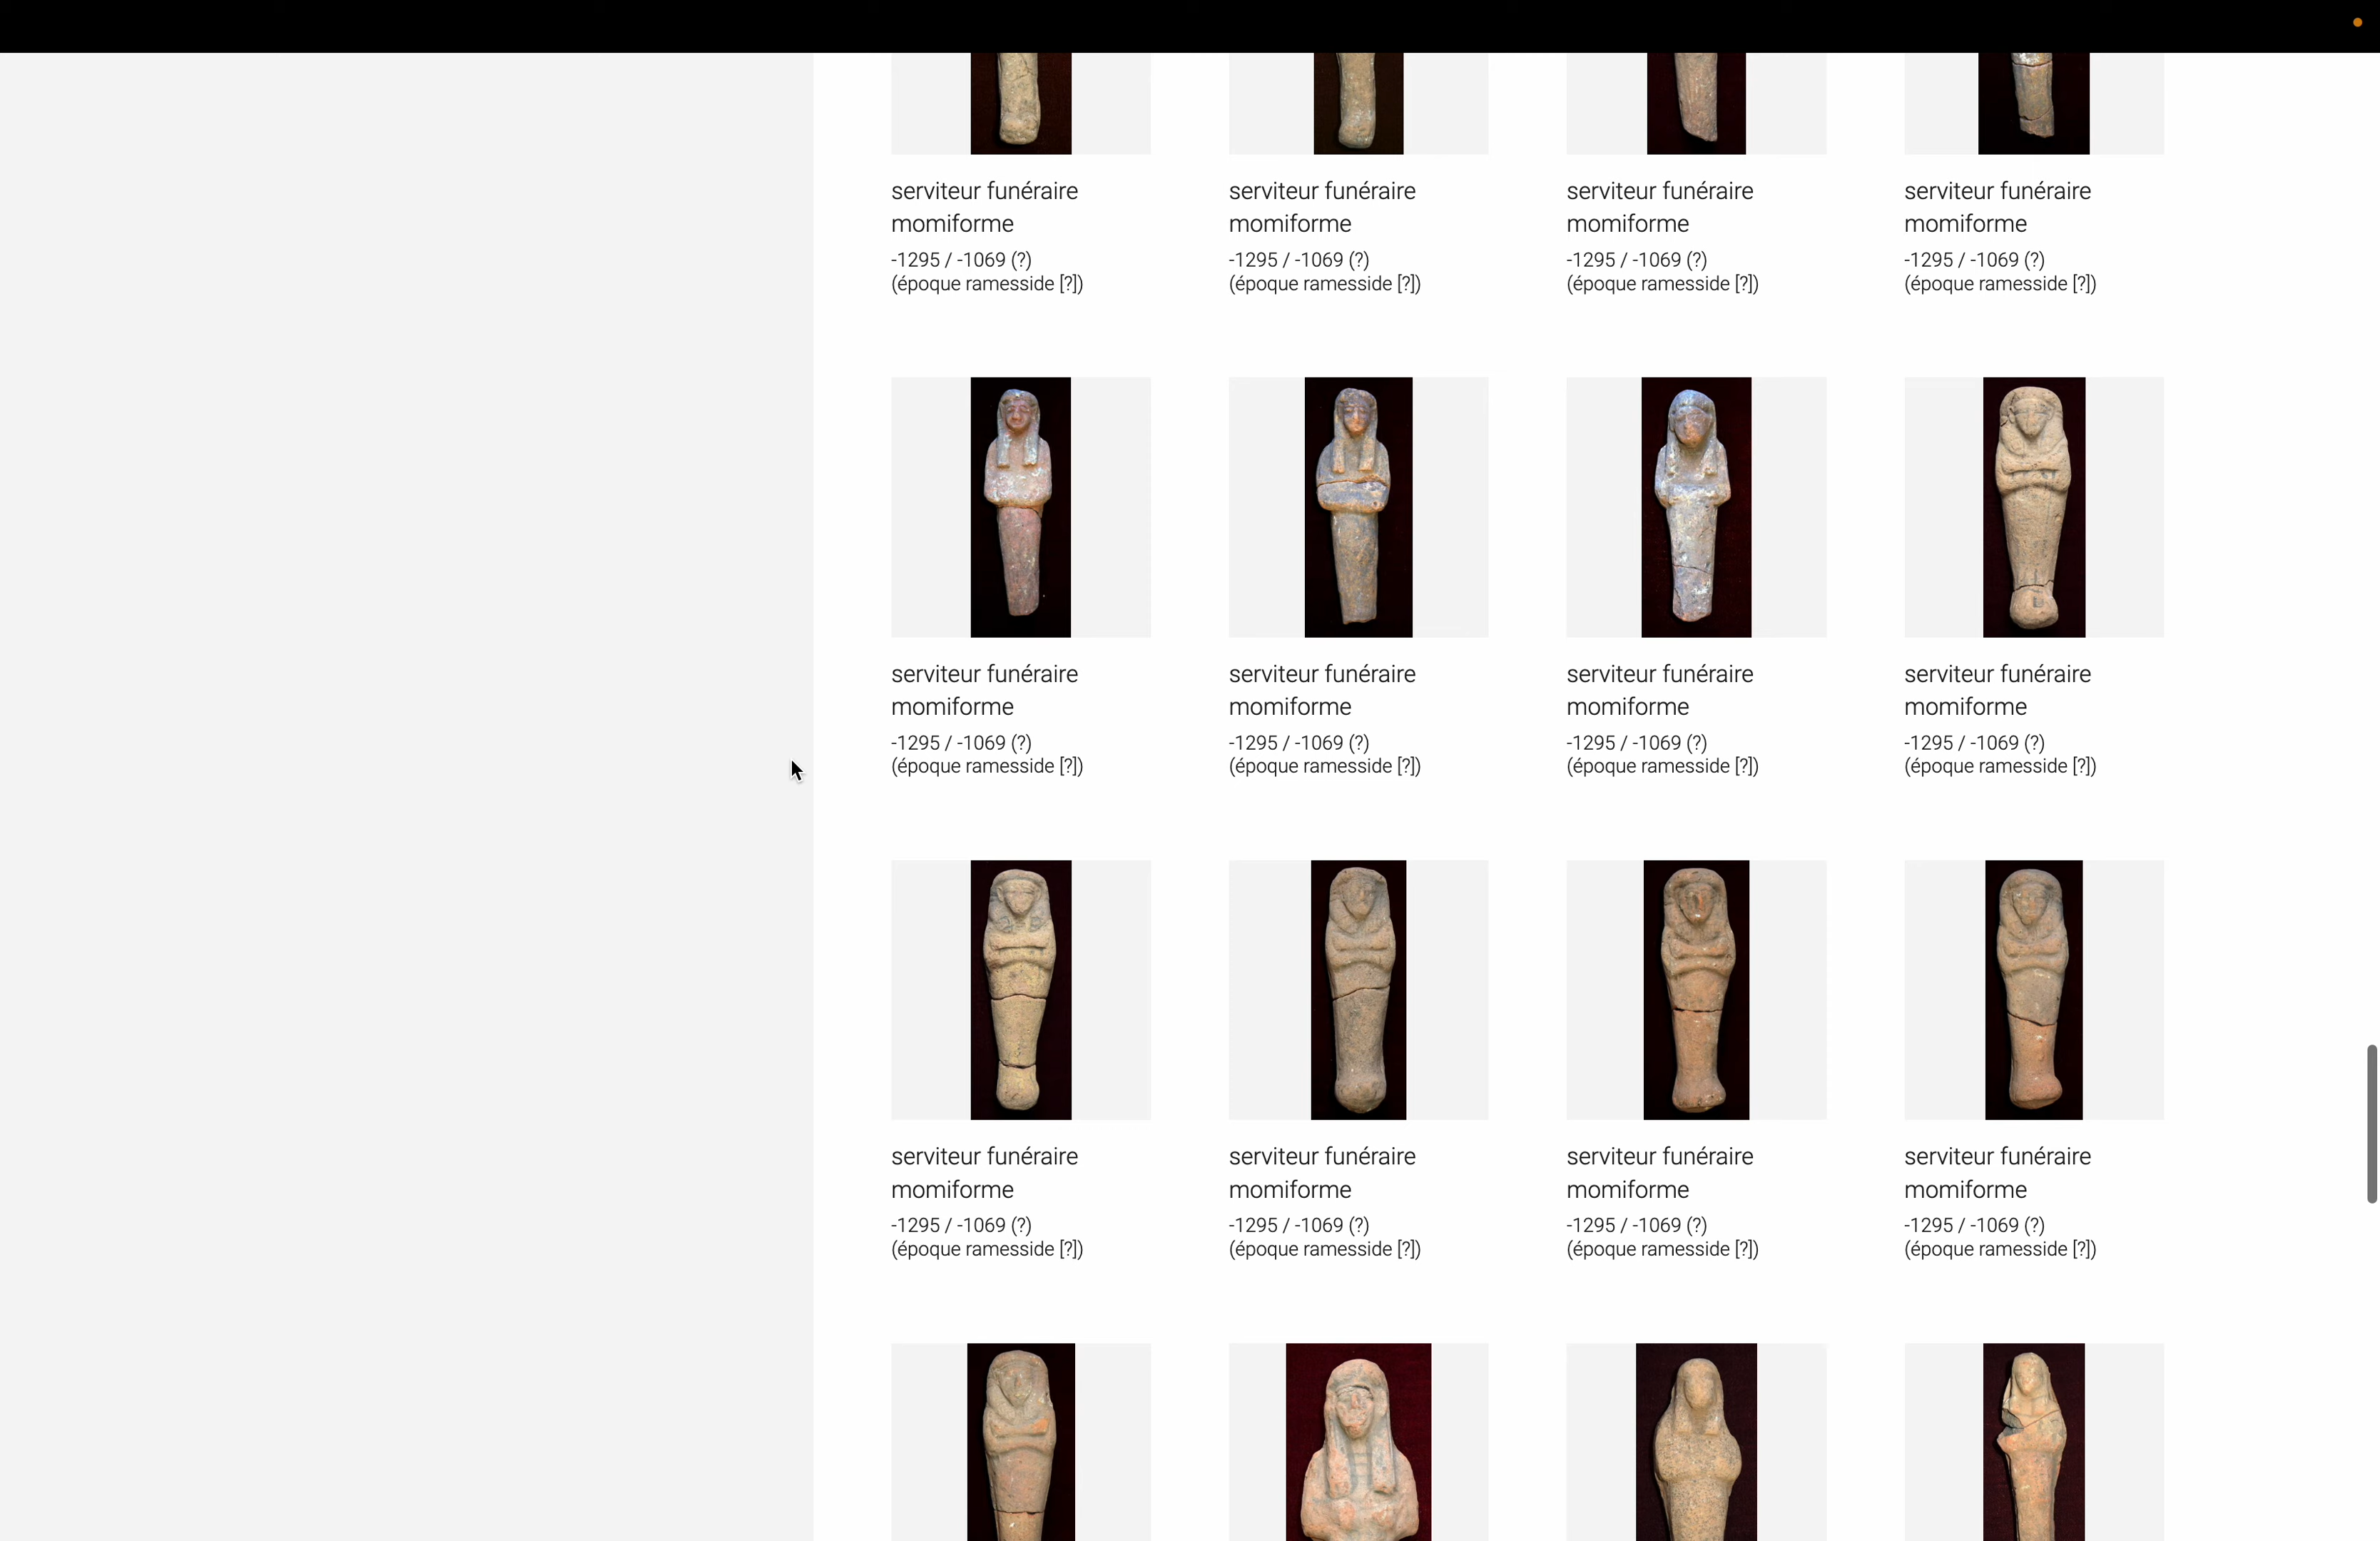 serviteur funéraire
momiforme
-1295 / -1069 (?)
(époque ramesside [?])
serviteur funéraire
momiforme
-1295 / -1069 (?)
(époque ramesside [?])
serviteur funéraire
momiforme
-1295 / -1069 (?)
(époque ramesside [?])
serviteur funéraire
momiforme
-1295 / -1069 (?)
(époque ramesside [?])
serviteur funéraire
momiforme
-1295 / -1069 (?)
(époque ramesside [?])
serviteur funéraire
momiforme
-1295 / -1069 (?)
(époque ramesside [?])
serviteur funéraire
momiforme
-1295 / -1069 (?)
(époque ramesside [?])
serviteur funéraire
momiforme
-1295 / -1069 (?)
(époque ramesside [?])
serviteur funéraire
momiforme
-1295 / -1069 (?)
(époque ramesside [?])
serviteur funéraire
momiforme
-1295 / -1069 (?)
(époque ramesside [?])
serviteur funéraire
momiforme
-1295 / -1069 (?)
(époque ramesside [?])
serviteur funéraire
momiforme
-1295 / -1069 (?)
(époque ramesside [?])